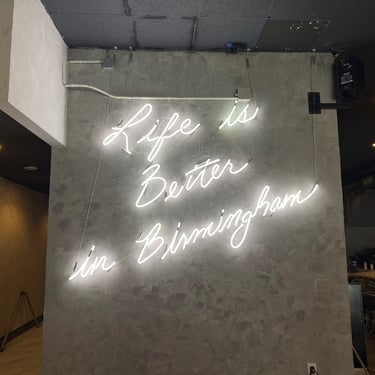 Life is
Better
in Birmingham